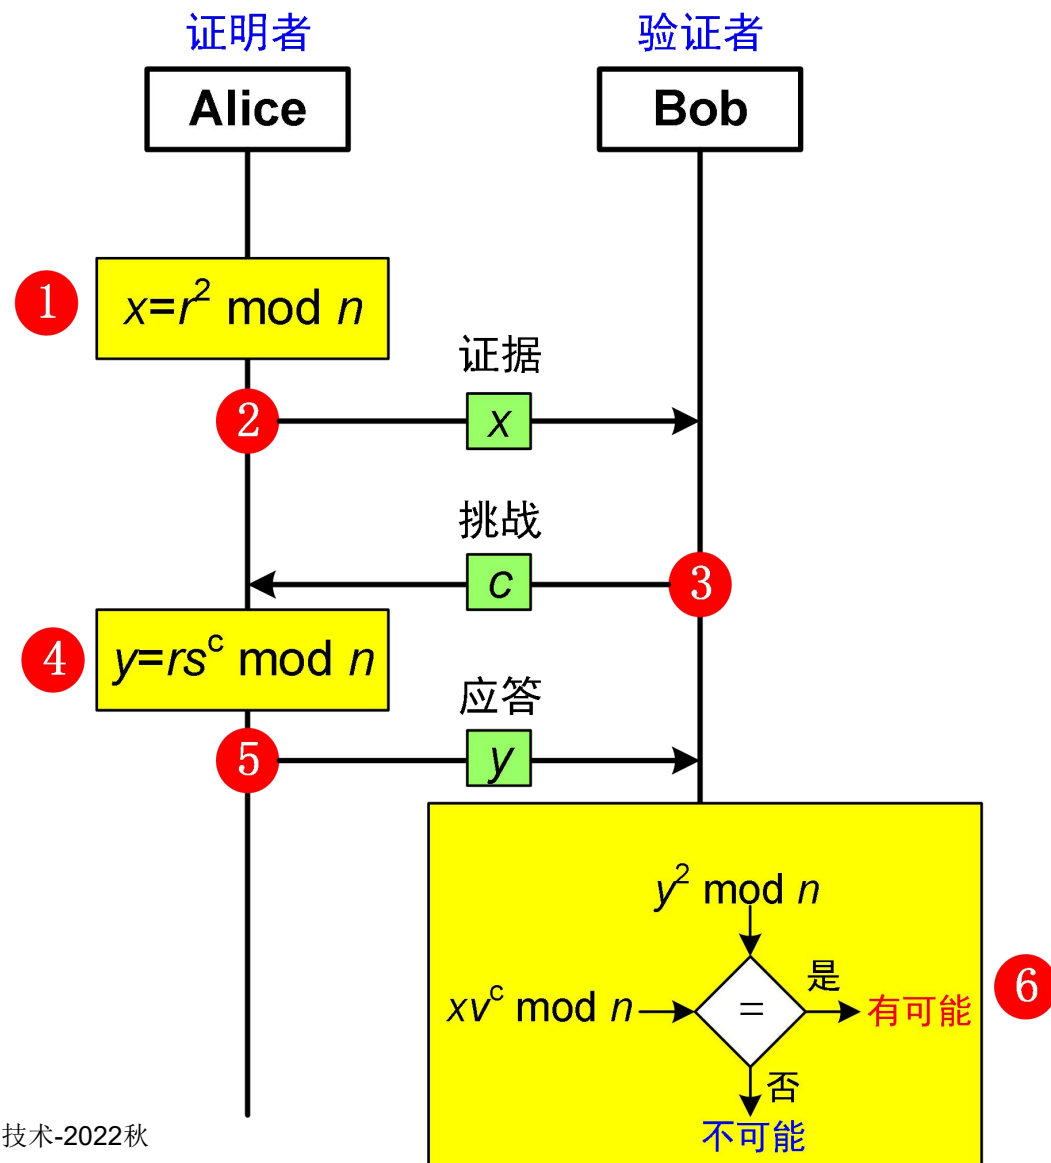 证明者
验证者
Alice
Bob
1
x=r² mod n
证据
2
x
挑战
c
3
4
y=rsᶜ mod n
应答
5
y
y² mod n
是
6
xvᶜ mod n
=
有可能
否
不可能
技术-2022秋